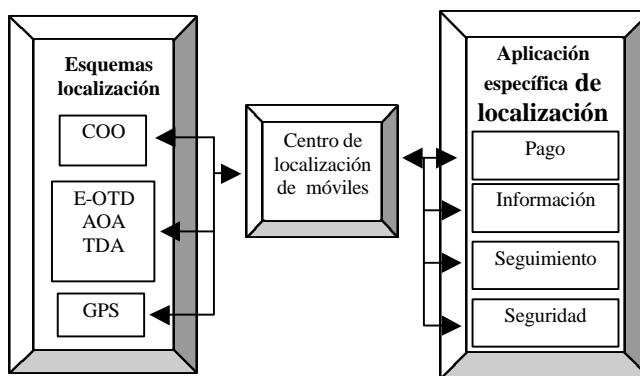 Esquemas
localización
COO
E-OTD
AOA
TDA
GPS
Centro de
localización
de móviles
Aplicación
específica de
localización
Pago
Información
Seguimiento
Seguridad